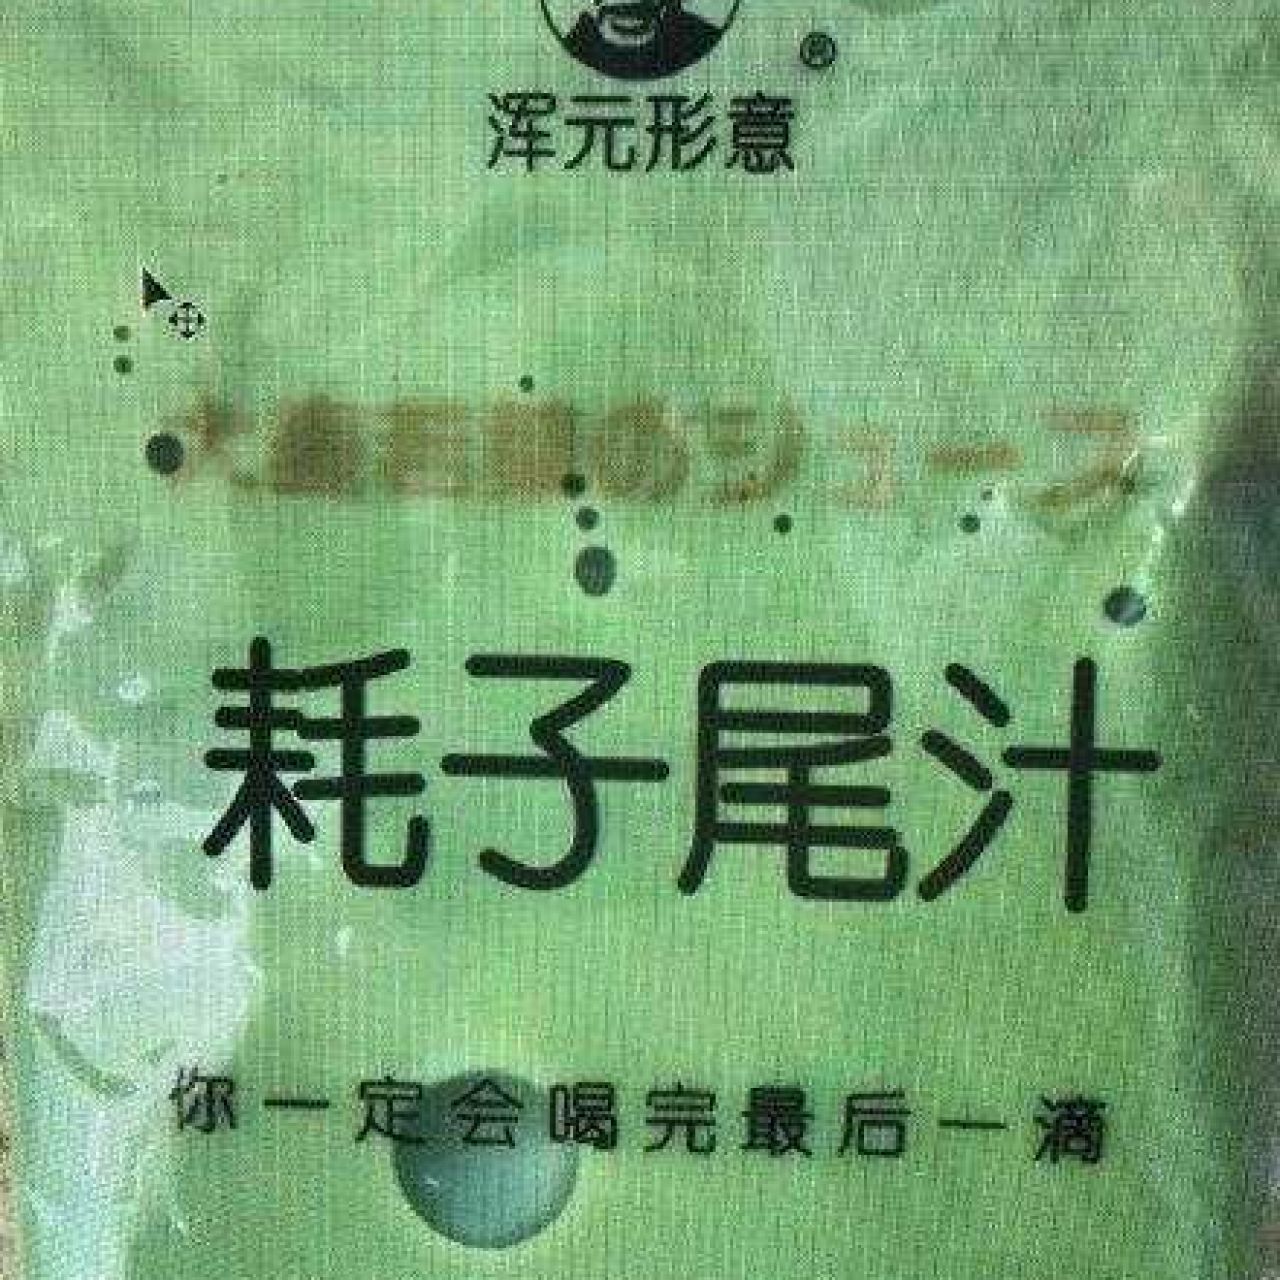 ®
浑元形意
耗子尾汁
你一定会喝完最后一滴